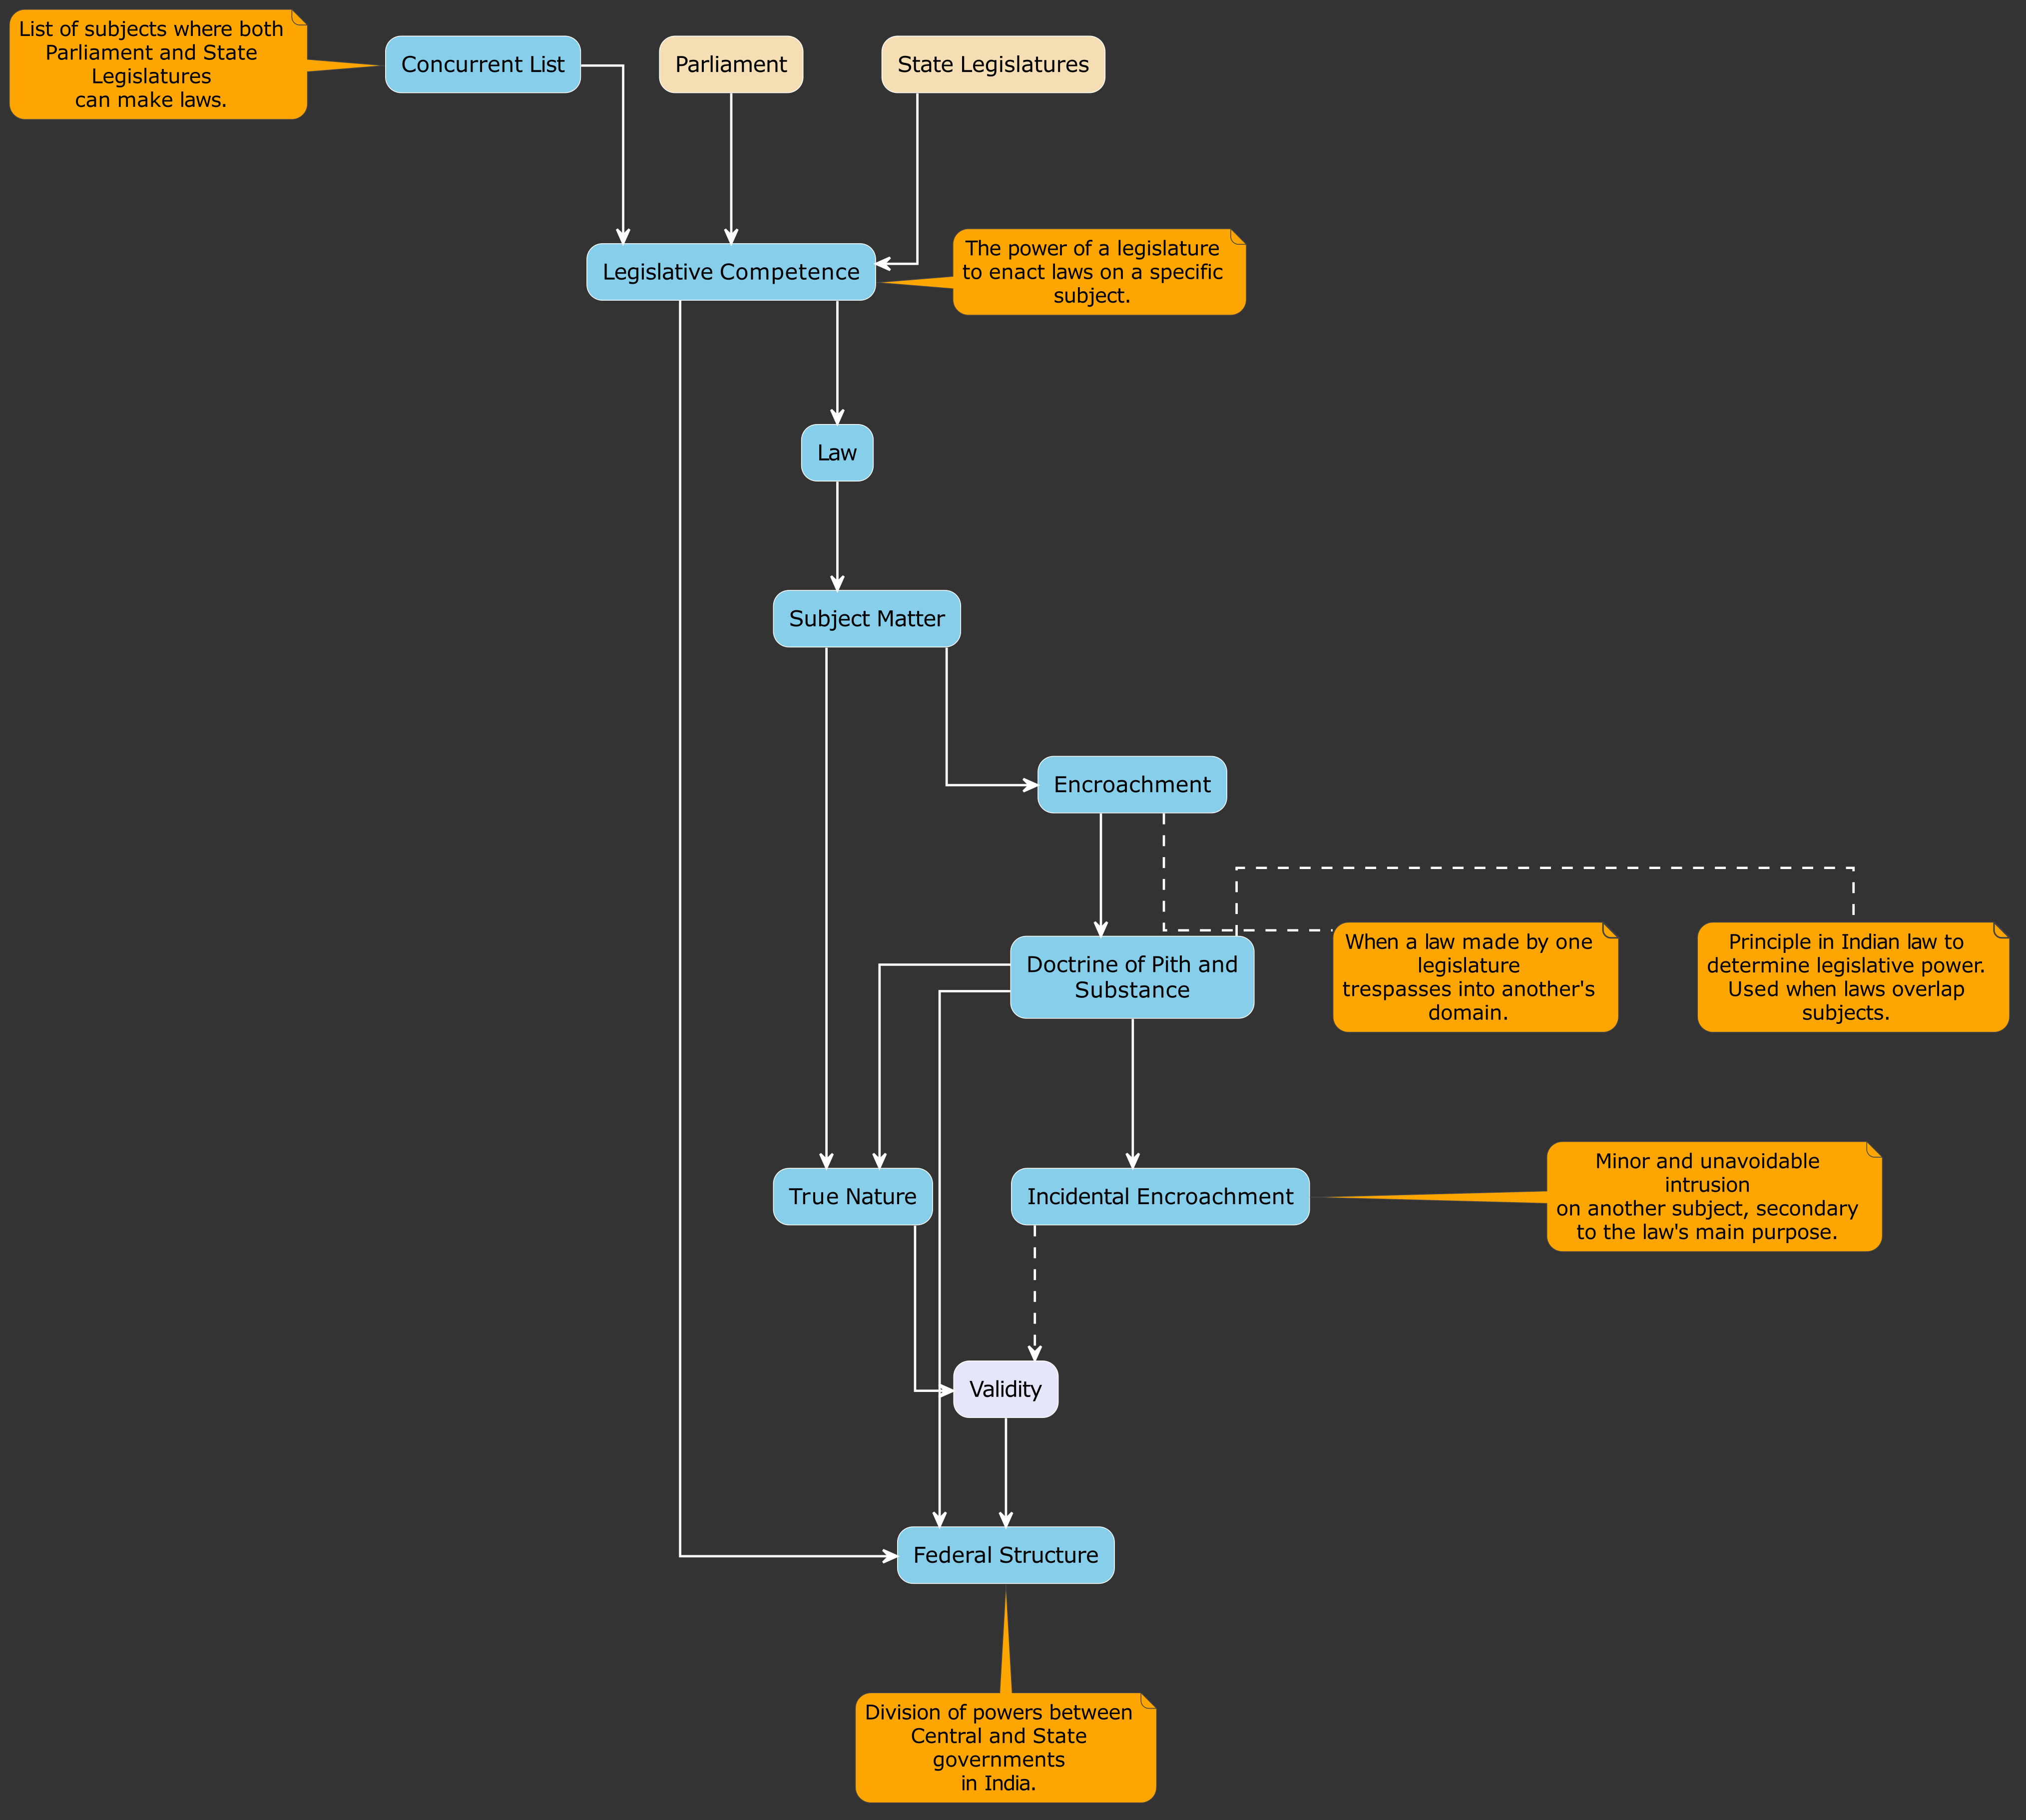 List of subjects where both
Parliament and State
Legislatures
can make laws.
Concurrent List
Parliament
State Legislatures
Legislative Competence
The power of a legislature
to enact laws on a specific
subject.
Law
Subject Matter
Encroachment
Doctrine of Pith and
Substance
When a law made by one
legislature
trespasses into another's
domain.
Principle in Indian law to
determine legislative power.
Used when laws overlap
subjects.
True Nature
Incidental Encroachment
Minor and unavoidable
intrusion
on another subject, secondary
to the law's main purpose.
Validity
Federal Structure
Division of powers between
Central and State
governments
in India.